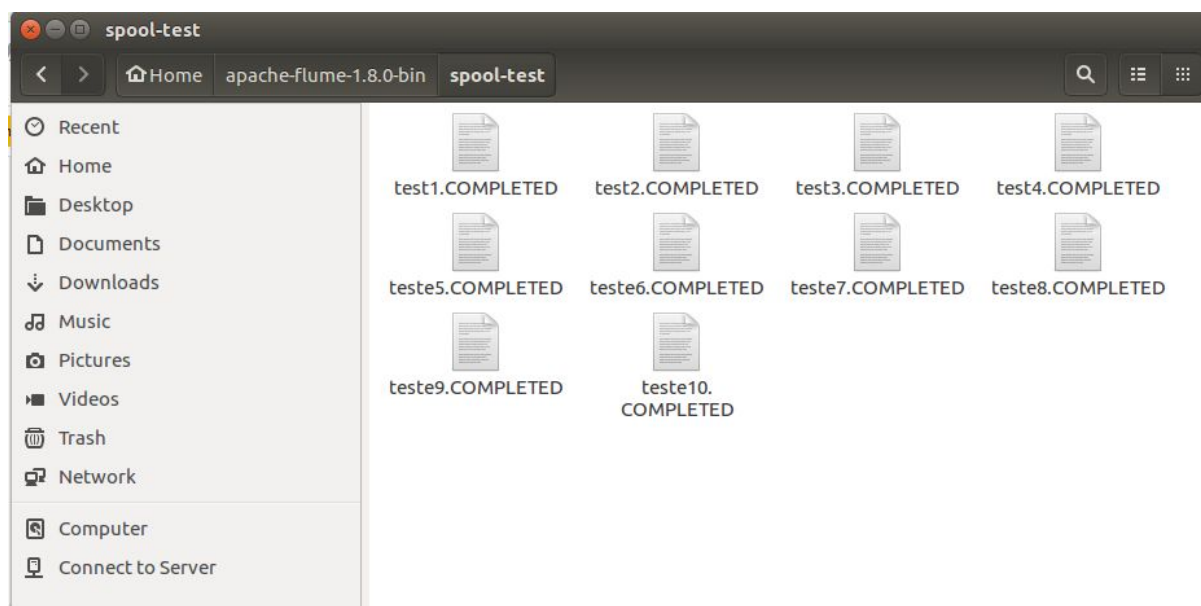 spool-test
Home apache-flume-1.8.0-bin spool-test
Recent
Home
Desktop
Documents
Downloads
Music
Pictures
Videos
Trash
Network
Computer
Connect to Server
test1.COMPLETED test2.COMPLETED test3.COMPLETED test4.COMPLETED
teste5.COMPLETED teste6.COMPLETED teste7.COMPLETED teste8.COMPLETED
teste9.COMPLETED teste10.
COMPLETED